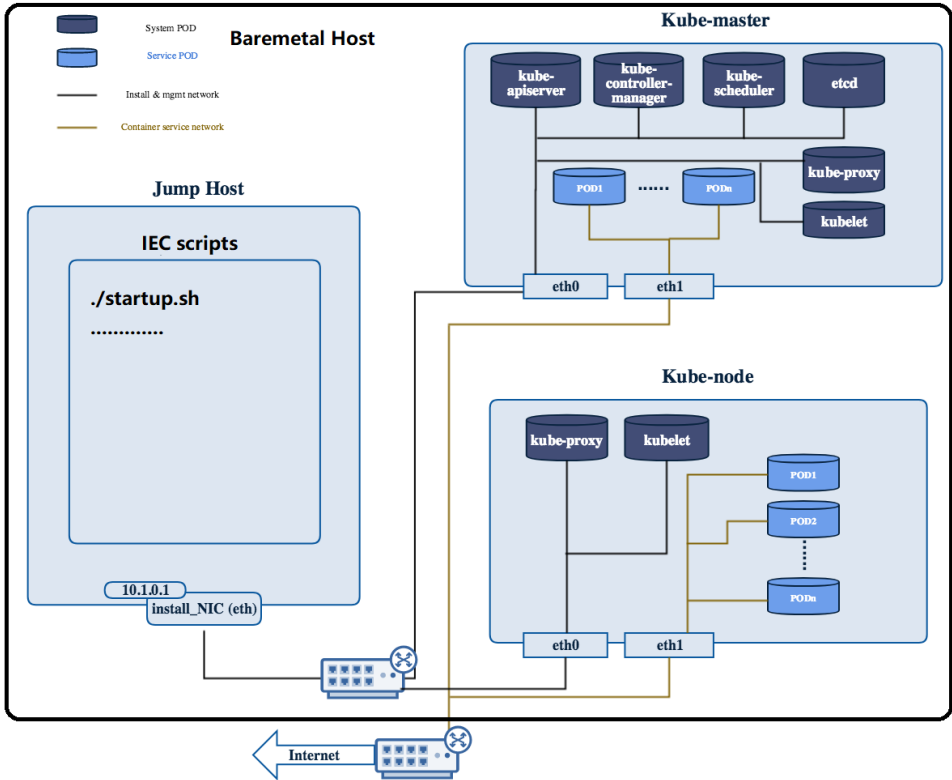 System POD
Service POD
Install & mgmt network
Container service network
Baremetal Host
Kube-master
kube-
apiserver
kube-
controller-
manager
kube-
scheduler
etcd
kube-proxy
kubelet
POD1
......
PODn
eth0
eth1
Jump Host
IEC scripts
./startup.sh
.............
10.1.0.1
install_NIC (eth)
Kube-node
kube-proxy
kubelet
POD1
POD2
PODn
eth0
eth1
Internet